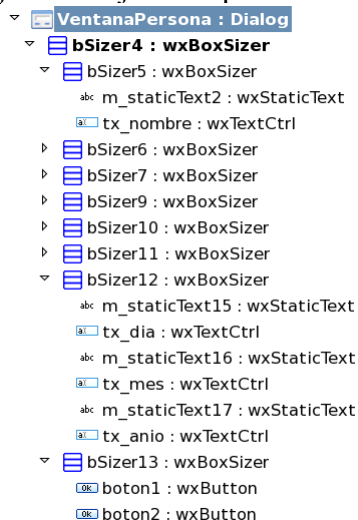 VentanaPersona : Dialog
bSizer4 : wxBoxSizer
bSizer5 : wxBoxSizer
abc m_staticText2 : wxStaticText
a tx_nombre : wxTextCtrl
bSizer6 : wxBoxSizer
bSizer7 : wxBoxSizer
bSizer9 : wxBoxSizer
bSizer10 : wxBoxSizer
bSizer11 : wxBoxSizer
bSizer12 : wxBoxSizer
abc m_staticText15 : wxStaticText
a tx_dia : wxTextCtrl
abc m_staticText16 : wxStaticText
a tx_mes : wxTextCtrl
abc m_staticText17 : wxStaticText
a tx_anio : wxTextCtrl
bSizer13 : wxBoxSizer
Ok boton1 : wxButton
Ok boton2 : wxButton